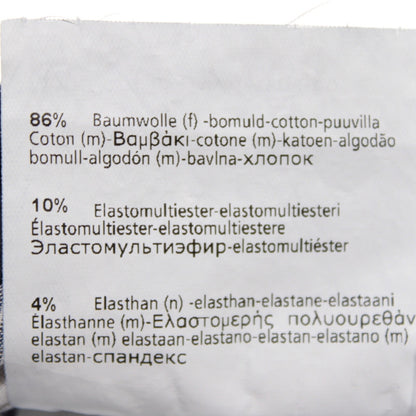 86% Baumwolle (f) -bomuld-cotton-puuvilla
Coton (m)-Βαμβάκι-cotone (m)-katoen-algodão
bomull-algodón (m)-bavlna-хлопок
10% Elastomultiester-elastomultiesteri
Élastomultiester-elastomultiestere
Эластомультиэфир-elastomultiéster
4% Elasthan (n) -elasthan-elastane-elastaani
Élasthanne (m)-Ελαστομερής πολυουρεθάν
elastan (m) elastaan-elastano-elastan-elastano (m)
elastan-спандекс